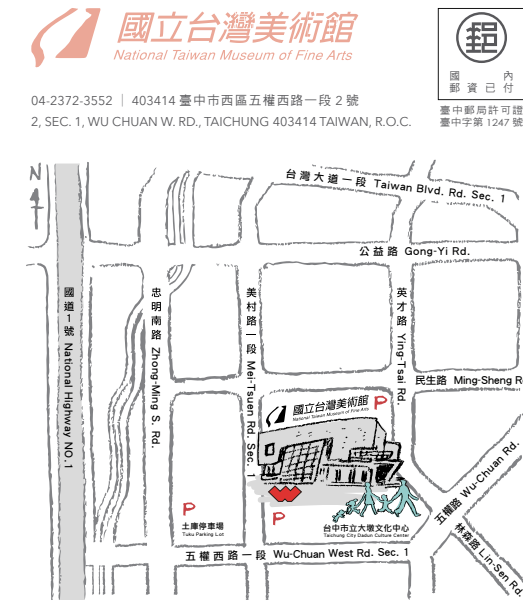 國立台灣美術館
National Taiwan Museum of Fine Arts
郵
國 內
郵 資 已 付
臺中郵局許可證
臺中字第 1247 號
04-2372-3552 | 403414 臺中市西區五權西路一段 2 號
2, SEC. 1, WU CHUAN W. RD., TAICHUNG 403414 TAIWAN, R.O.C.
N
台灣大道一段 Taiwan Blvd. Rd. Sec. 1
公益路 Gong-Yi Rd.
國道1號 National Highway NO.1
忠明南路 Zhong-Ming S. Rd.
美村路一段 Mei-Tsuen Rd. Sec. 1
英才路 Ying-Tsai Rd.
民生路 Ming-Sheng R
國立台灣美術館
National Taiwan Museum of Fine Arts
P
五權路 Wu-Chuan Rd.
P
土庫停車場
Tuku Parking Lot
P
台中市立大墩文化中心
Taichung City Dadun Cultural Center
林森路 Lin-Sen Rd.
五權西路一段 Wu-Chuan West Rd. Sec. 1